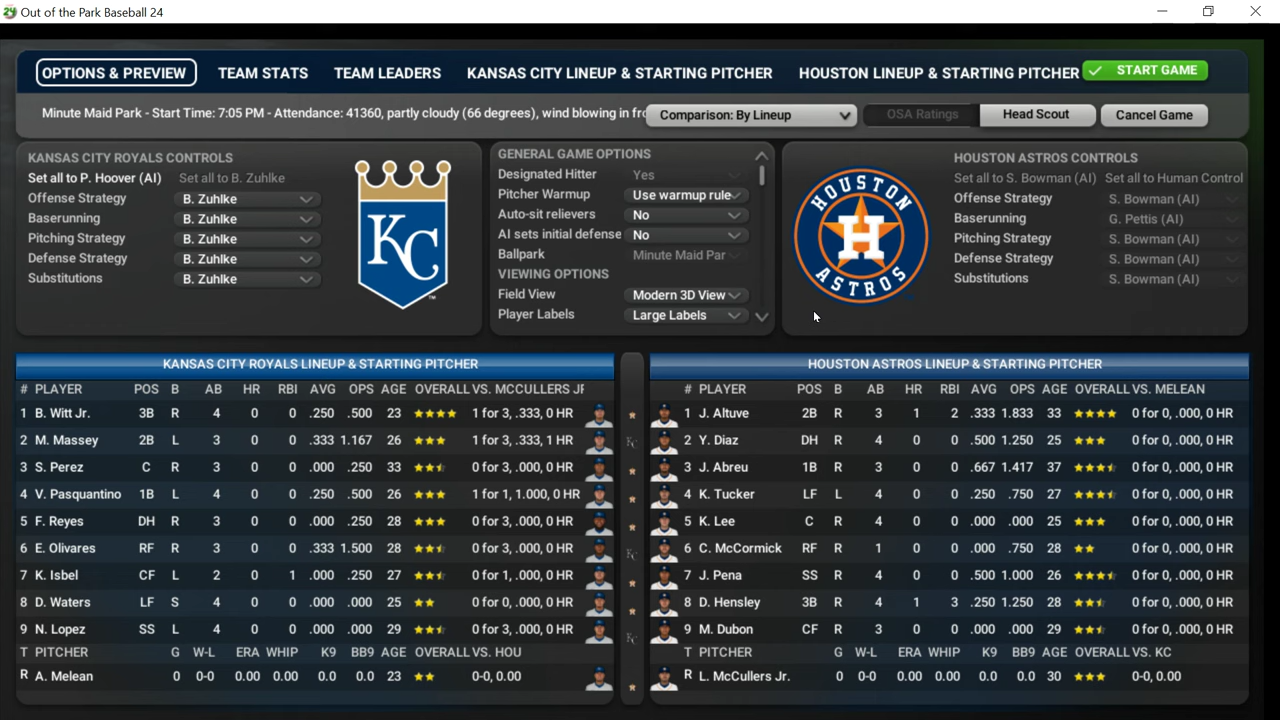 Out of the Park Baseball 24
OPTIONS & PREVIEW TEAM STATS TEAM LEADERS KANSAS CITY LINEUP & STARTING PITCHER HOUSTON LINEUP & STARTING PITCHER START GAME
Minute Maid Park - Start Time: 7:05 PM - Attendance: 41360, partly cloudy (66 degrees), wind blowing in fro Comparison: By Lineup OSA Ratings Head Scout Cancel Game
KANSAS CITY ROYALS CONTROLS
Set all to P. Hoover (AI) Set all to B. Zuhlke
Offense Strategy B. Zuhlke
Baserunning B. Zuhlke
Pitching Strategy B. Zuhlke
Defense Strategy B. Zuhlke
Substitutions B. Zuhlke
KC
GENERAL GAME OPTIONS
Designated Hitter Yes
Pitcher Warmup Use warmup rule
Auto-sit relievers No
AI sets initial defense No
Ballpark Minute Maid Par
VIEWING OPTIONS
Field View Modern 3D View
Player Labels Large Labels
HOUSTON
H
ASTROS
HOUSTON ASTROS CONTROLS
Set all to S. Bowman (AI) Set all to Human Control
Offense Strategy S. Bowman (AI)
Baserunning G. Pettis (AI)
Pitching Strategy S. Bowman (AI)
Defense Strategy S. Bowman (AI)
Substitutions S. Bowman (AI)
KANSAS CITY ROYALS LINEUP & STARTING PITCHER
# PLAYER POS B AB HR RBI AVG OPS AGE OVERALL VS. MCCULLERS JF
1 B. Witt Jr. 3B R 4 0 0 .250 .500 23 1 for 3, .333, 0 HR
2 M. Massey 2B L 3 0 0 .333 1.167 26 1 for 3, .333, 1 HR
3 S. Perez C R 3 0 0 .000 .250 33 0 for 3, .000, 0 HR
4 V. Pasquantino 1B L 4 0 0 .250 .500 26 1 for 1, 1.000, 0 HR
5 F. Reyes DH R 3 0 0 .000 .250 28 0 for 3, .000, 0 HR
6 E. Olivares RF R 3 0 0 .333 1.500 28 0 for 3, .000, 0 HR
7 K. Isbel CF L 2 0 1 .000 .250 27 0 for 1, .000, 0 HR
8 D. Waters LF S 4 0 0 .000 .000 25 0 for 3, .000, 0 HR
9 N. Lopez SS L 4 0 0 .000 .000 29 0 for 3, .000, 0 HR
T PITCHER G W-L ERA WHIP K9 BB9 AGE OVERALL VS. HOU
R A. Melean 0 0-0 0.00 0.00 0.0 0.0 23 0-0, 0.00
HOUSTON ASTROS LINEUP & STARTING PITCHER
# PLAYER POS B AB HR RBI AVG OPS AGE OVERALL VS. MELEAN
1 J. Altuve 2B R 3 1 2 .333 1.833 33 0 for 0, .000, 0 HR
2 Y. Diaz DH R 4 0 0 .500 1.250 25 0 for 0, .000, 0 HR
3 J. Abreu 1B R 3 0 0 .667 1.417 37 0 for 0, .000, 0 HR
4 K. Tucker LF L 4 0 0 .250 .750 27 0 for 0, .000, 0 HR
5 K. Lee C R 4 0 0 .000 .000 25 0 for 0, .000, 0 HR
6 C. McCormick RF R 1 0 0 .000 .750 28 0 for 0, .000, 0 HR
7 J. Pena SS R 4 0 0 .500 1.000 26 0 for 0, .000, 0 HR
8 D. Hensley 3B R 4 1 3 .250 1.250 28 0 for 0, .000, 0 HR
9 M. Dubon CF R 3 0 0 .000 .000 29 0 for 0, .000, 0 HR
T PITCHER G W-L ERA WHIP K9 BB9 AGE OVERALL VS. KC
R L. McCullers Jr. 0 0-0 0.00 0.00 0.0 0.0 30 0-0, 0.00